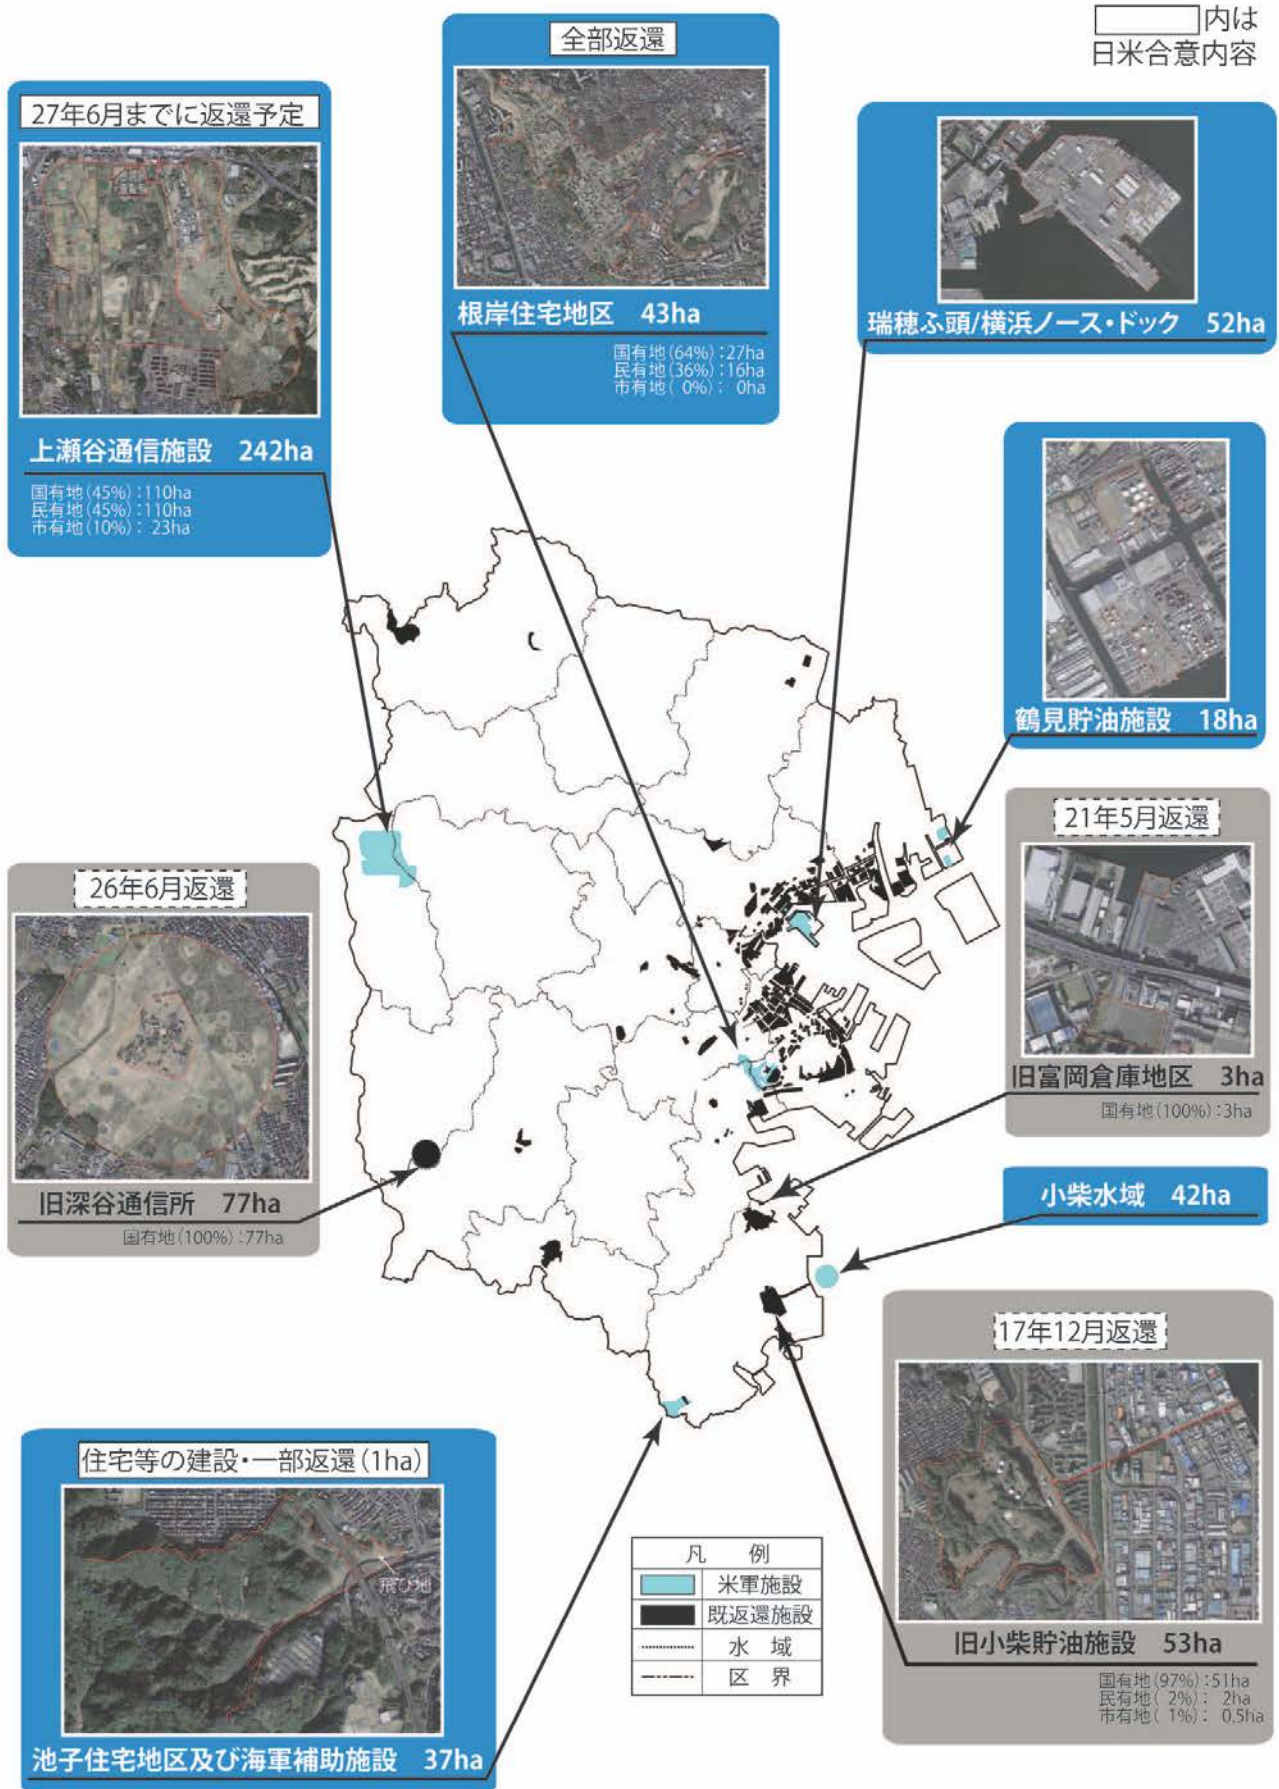 内は
日米合意内容
全部返還
根岸住宅地区 43ha
国有地(64%):27ha
民有地(36%):16ha
市有地( 0%): 0ha
27年6月までに返還予定
上瀬谷通信施設 242ha
国有地(45%):110ha
民有地(45%):110ha
市有地(10%): 23ha
瑞穂ふ頭/横浜ノース・ドック 52ha
鶴見貯油施設 18ha
21年5月返還
旧富岡倉庫地区 3ha
国有地(100%):3ha
26年6月返還
旧深谷通信所 77ha
国有地(100%):77ha
小柴水域 42ha
17年12月返還
旧小柴貯油施設 53ha
国有地(97%):51ha
民有地( 2%): 2ha
市有地( 1%): 0.5ha
住宅等の建設・一部返還(1ha)
飛び地
池子住宅地区及び海軍補助施設 37ha
凡 例
米軍施設
既返還施設
水 域
区 界